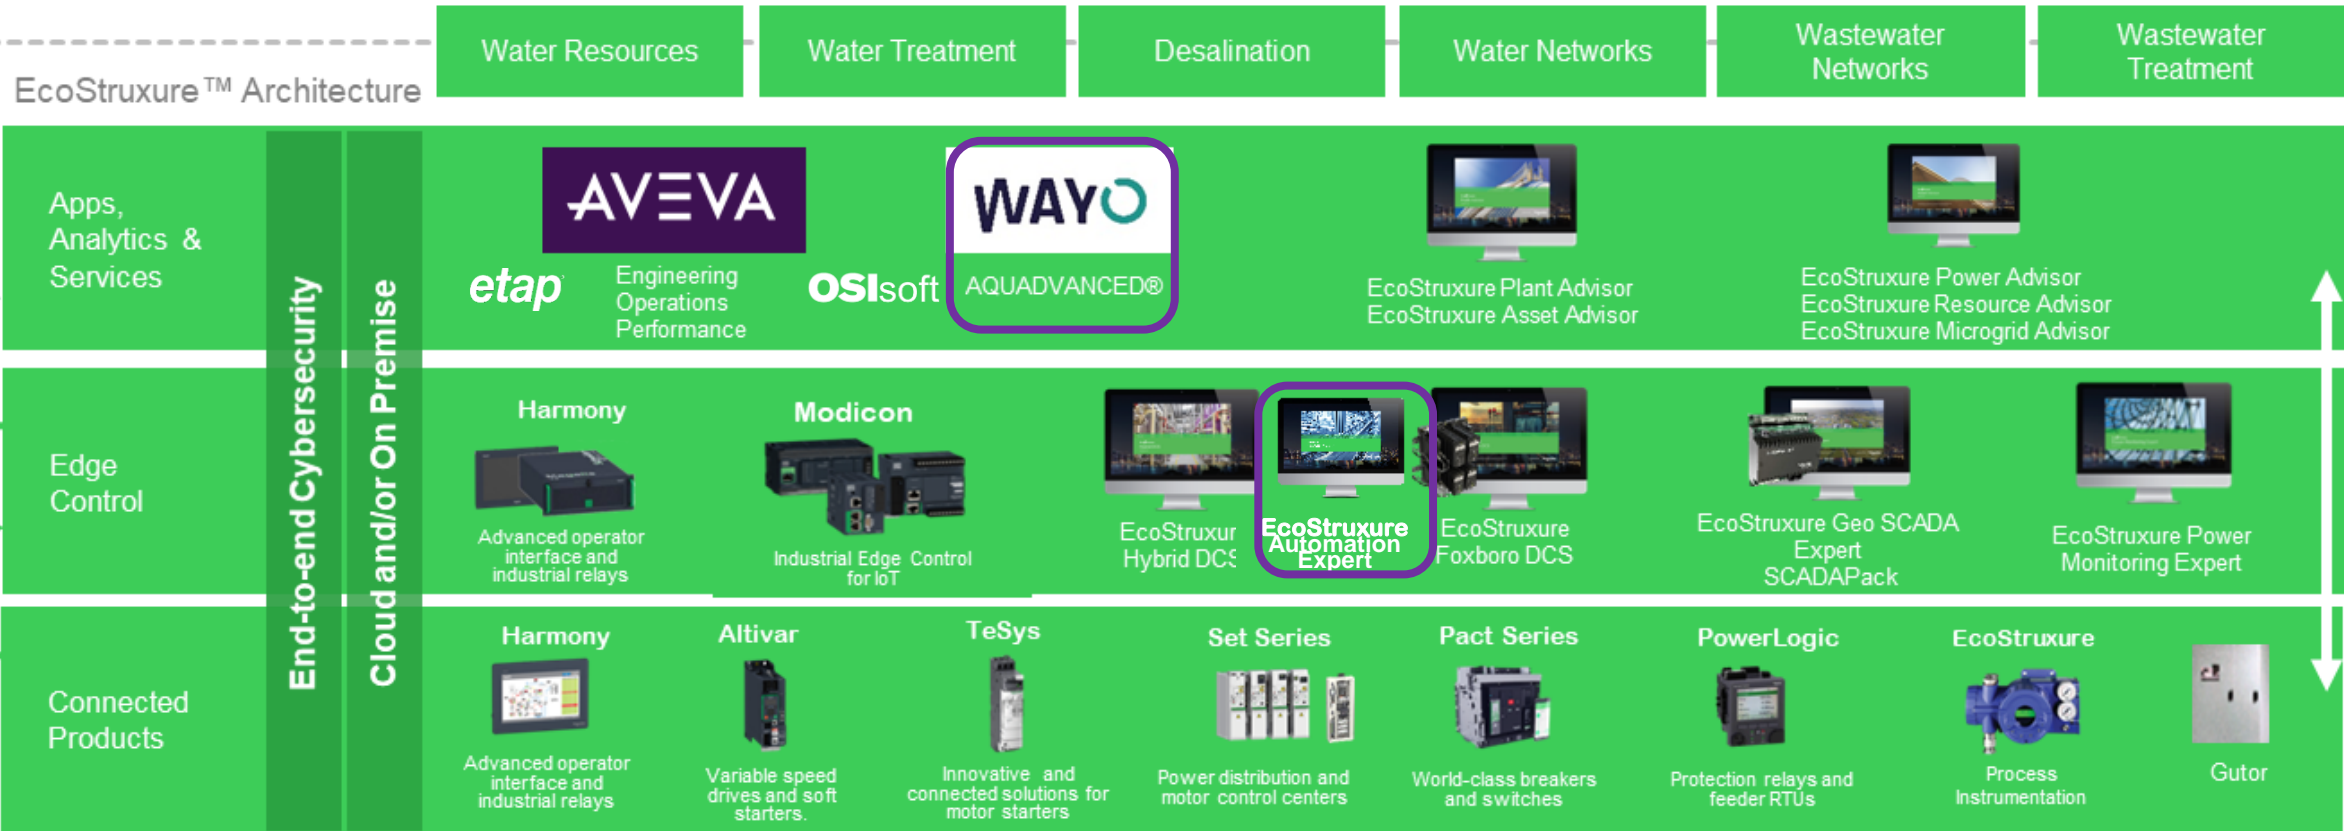 Water Resources
Water Treatment
Desalination
Water Networks
Wastewater
Networks
Wastewater
Treatment
EcoStruxure™ Architecture
Apps,
Analytics &
Services
End-to-end Cybersecurity
Cloud and/or On Premise
AVEVA
etap
Engineering
Operations
Performance
OSIsoft
WAYO
AQUADVANCED®
EcoStruxure Plant Advisor
EcoStruxure Asset Advisor
EcoStruxure Power Advisor
EcoStruxure Resource Advisor
EcoStruxure Microgrid Advisor
Edge
Control
Harmony
Advanced operator
interface and
industrial relays
Modicon
Industrial Edge Control
for IoT
EcoStruxur
Hybrid DCS
EcoStruxure
Automation
Expert
EcoStruxure
Foxboro DCS
EcoStruxure Geo SCADA
Expert
SCADAPack
EcoStruxure Power
Monitoring Expert
Connected
Products
Harmony
Advanced operator
interface and
industrial relays
Altivar
Variable speed
drives and soft
starters.
TeSys
Innovative and
connected solutions for
motor starters
Set Series
Power distribution and
motor control centers
Pact Series
World-class breakers
and switches
PowerLogic
Protection relays and
feeder RTUs
EcoStruxure
Process
Instrumentation
Gutor